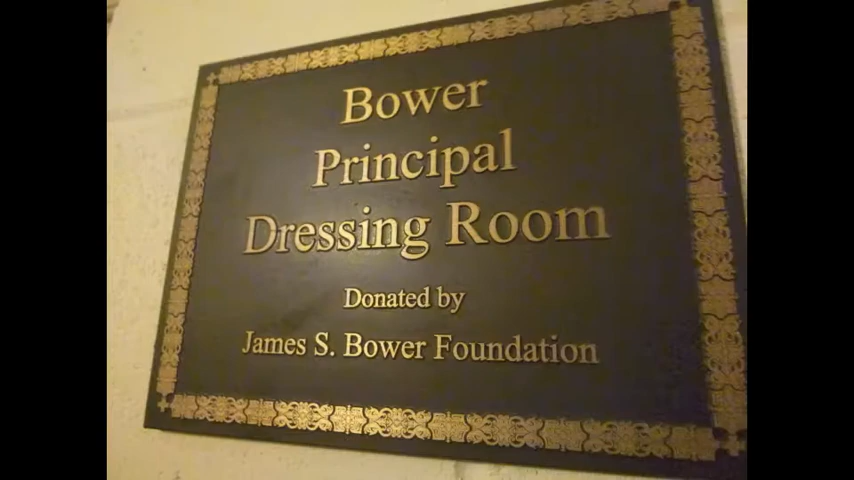 Bower
Principal
Dressing Room
Donated by
James S. Bower Foundation